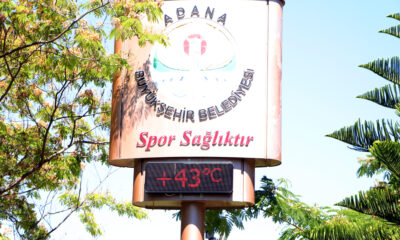 ADANA
BÜYÜKŞEHİR BELEDİYESİ
Spor Sağlıktır
+43°C